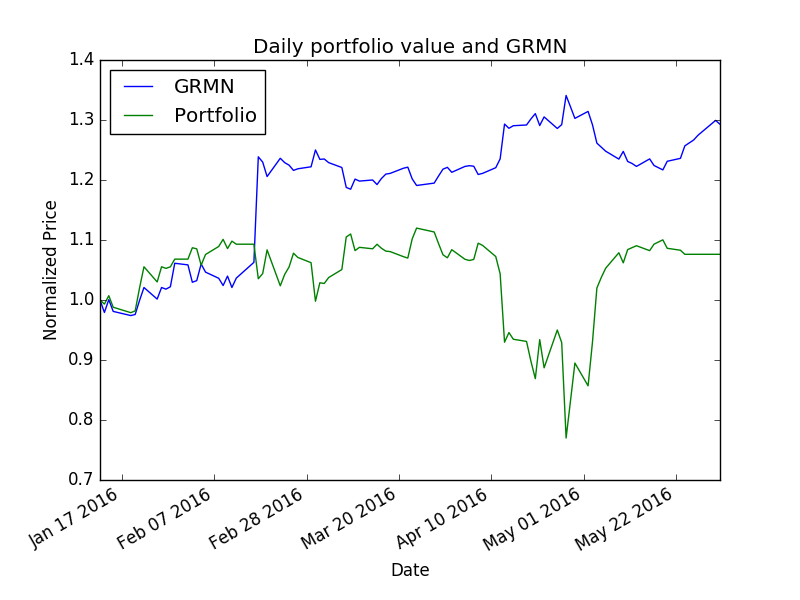 Daily portfolio value and GRMN
1.4
GRMN
Portfolio
1.3
1.2
1.1
1.0
0.9
0.8
0.7
Normalized Price
Jan 17 2016
Feb 07 2016
Feb 28 2016
Mar 20 2016
Apr 10 2016
May 01 2016
May 22 2016
Date